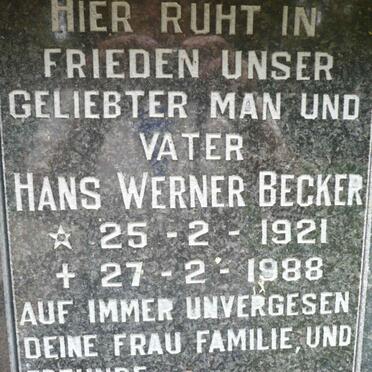 HIER RUHT IN
FRIEDEN UNSER
GELIEBTER MAN UND
VATER
HANS WERNER BECKER
☆ 25-2-1921
✝ 27-2-1988
AUF IMMER UNVERGESEN
DEINE FRAU FAMILIE, UND
FREUNDE